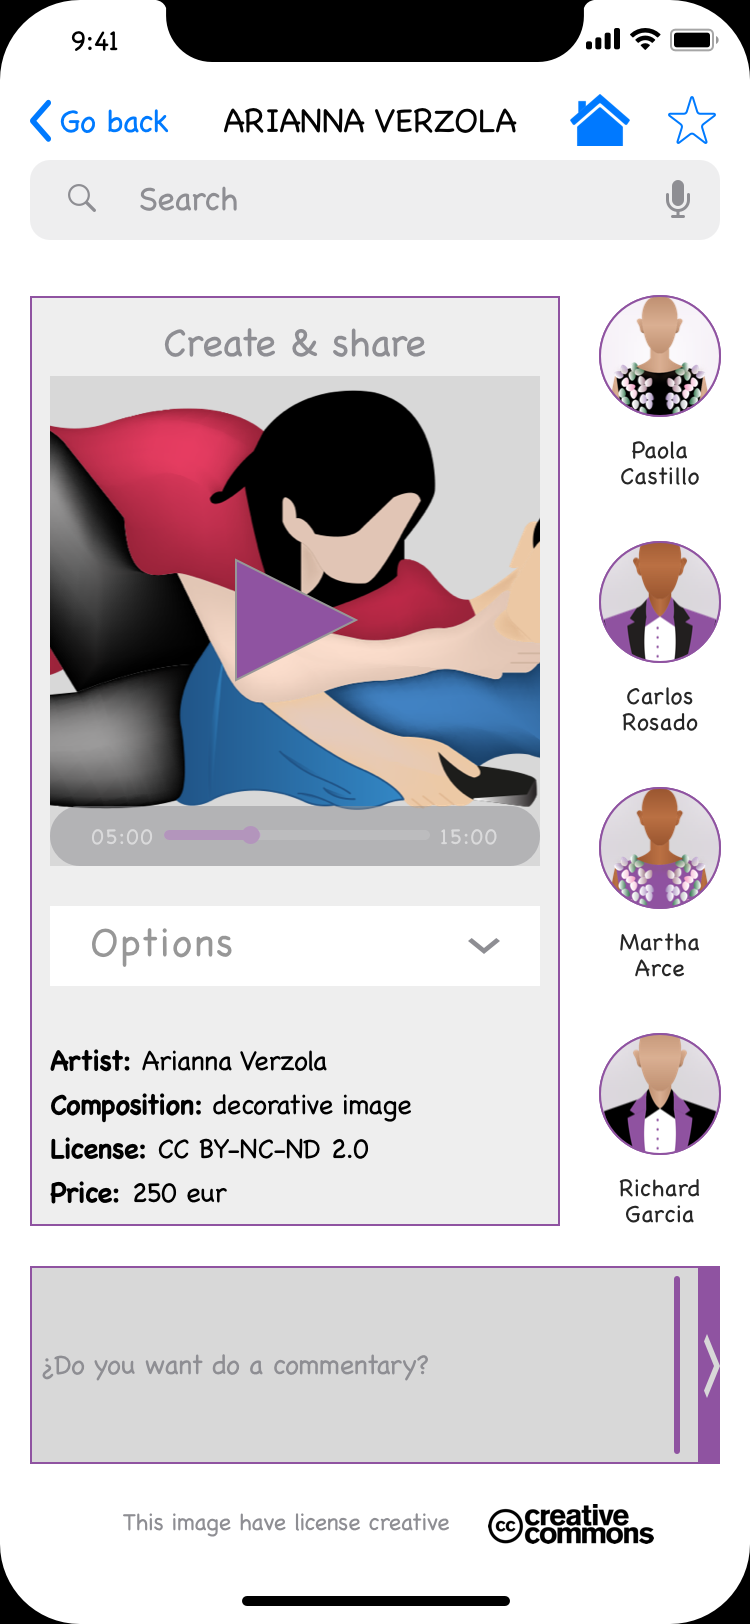 9:41
Go back
ARIANNA VERZOLA
Search
Create & share
05:00
15:00
Options
Artist: Arianna Verzola
Composition: decorative image
License: CC BY-NC-ND 2.0
Price: 250 eur
Paola
Castillo
Carlos
Rosado
Martha
Arce
Richard
Garcia
¿Do you want do a commentary?
This image have license creative
cc creative
commons